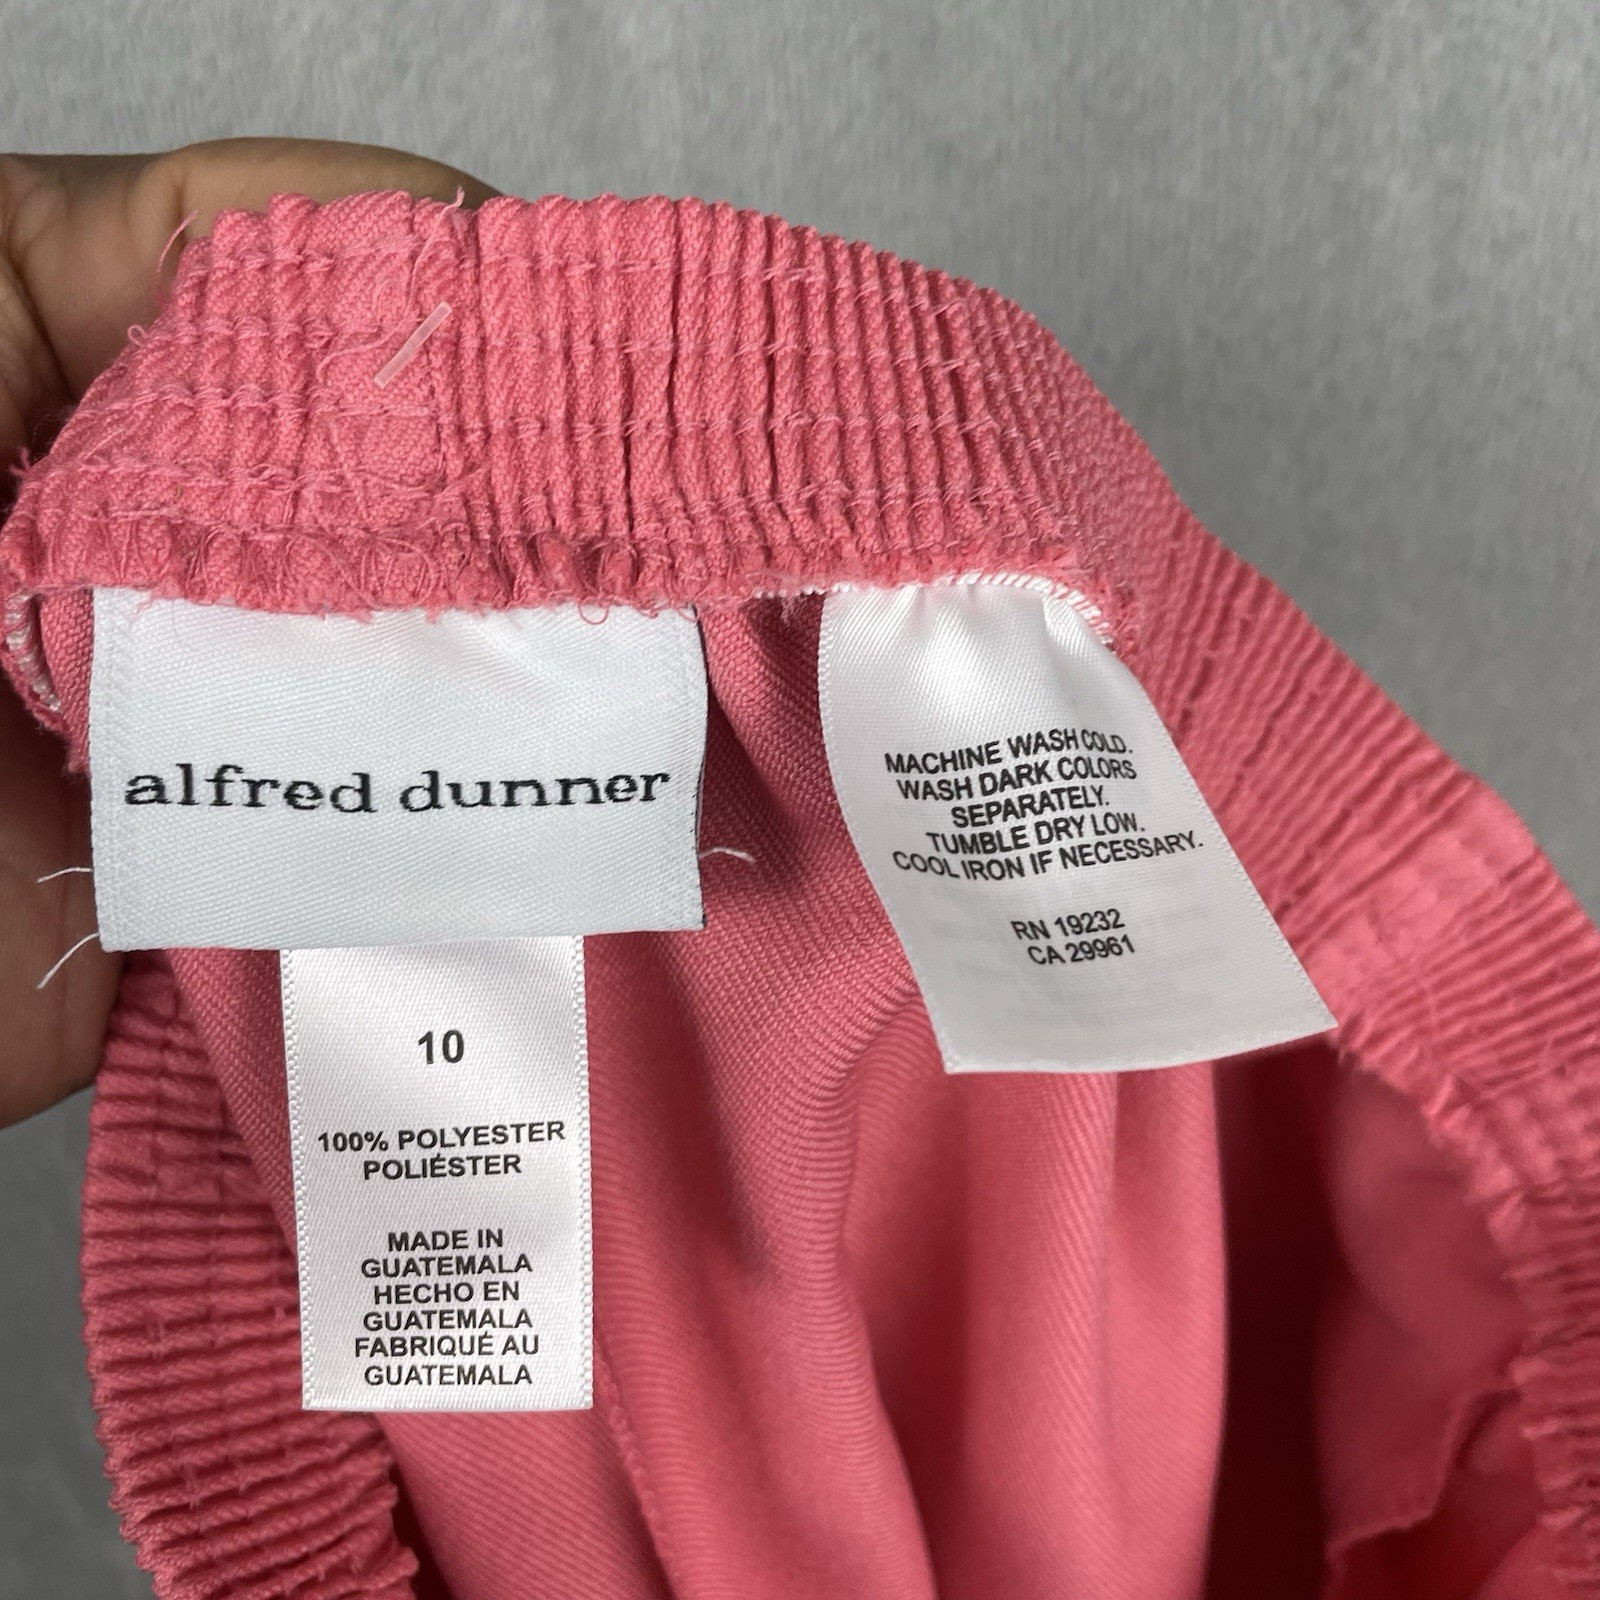 alfred dunner
10
100% POLYESTER
POLIÉSTER
MADE IN
GUATEMALA
HECHO EN
GUATEMALA
FABRIQUÉ AU
GUATEMALA
MACHINE WASH COLD.
WASH DARK COLORS
SEPARATELY.
TUMBLE DRY LOW.
COOL IRON IF NECESSARY.
RN 19232
CA 29961